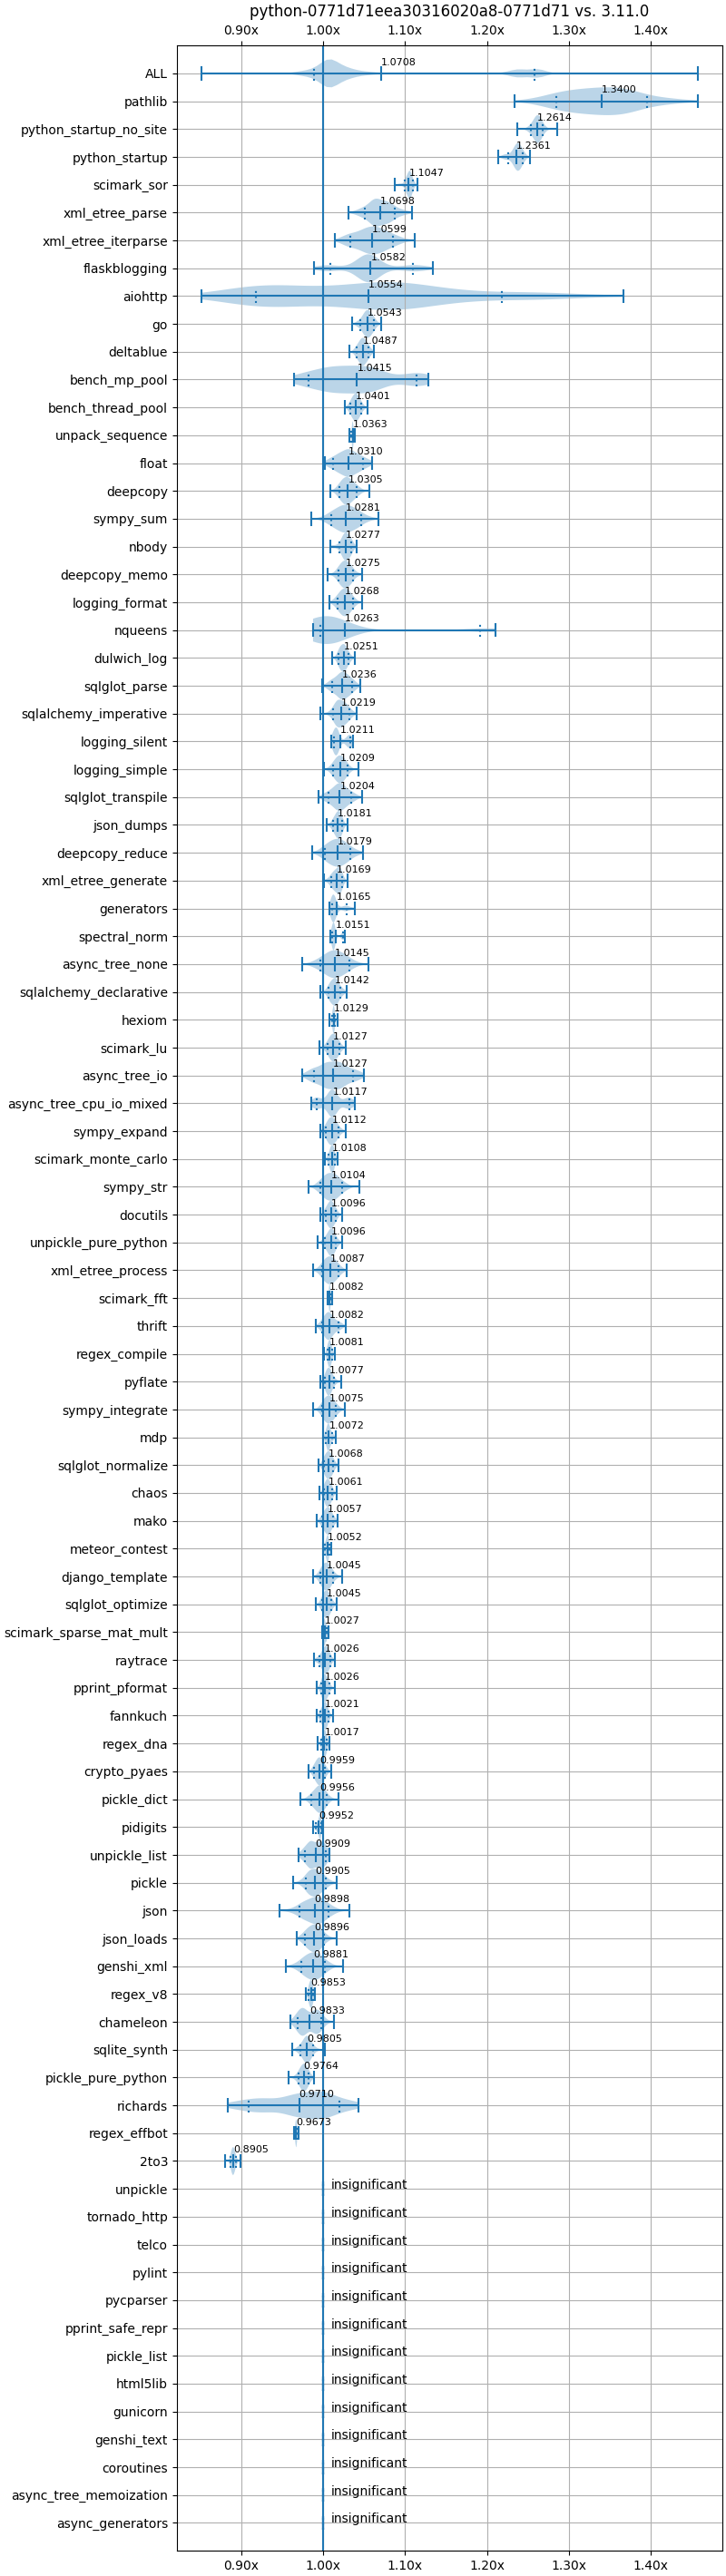 python-0771d71eea30316020a8-0771d71 vs. 3.11.0
0.90x 1.00x 1.10x 1.20x 1.30x 1.40x
ALL 1.0708
pathlib 1.3400
python_startup_no_site 1.2614
python_startup 1.2361
scimark_sor 1.1047
xml_etree_parse 1.0698
xml_etree_iterparse 1.0599
flaskblogging 1.0582
aiohttp 1.0554
go 1.0543
deltablue 1.0487
bench_mp_pool 1.0415
bench_thread_pool 1.0401
unpack_sequence 1.0363
float 1.0310
deepcopy 1.0305
sympy_sum 1.0281
nbody 1.0277
deepcopy_memo 1.0275
logging_format 1.0268
nqueens 1.0263
dulwich_log 1.0251
sqlglot_parse 1.0236
sqlalchemy_imperative 1.0219
logging_silent 1.0211
logging_simple 1.0209
sqlglot_transpile 1.0204
json_dumps 1.0181
deepcopy_reduce 1.0179
xml_etree_generate 1.0169
generators 1.0165
spectral_norm 1.0151
async_tree_none 1.0145
sqlalchemy_declarative 1.0142
hexiom 1.0129
scimark_lu 1.0127
async_tree_io 1.0127
async_tree_cpu_io_mixed 1.0117
sympy_expand 1.0112
scimark_monte_carlo 1.0108
sympy_str 1.0104
docutils 1.0096
unpickle_pure_python 1.0096
xml_etree_process 1.0087
scimark_fft 1.0082
thrift 1.0082
regex_compile 1.0081
pyflate 1.0077
sympy_integrate 1.0075
mdp 1.0072
sqlglot_normalize 1.0068
chaos 1.0061
mako 1.0057
meteor_contest 1.0052
django_template 1.0045
sqlglot_optimize 1.0045
scimark_sparse_mat_mult 1.0027
raytrace 1.0026
pprint_pformat 1.0026
fannkuch 1.0021
regex_dna 1.0017
crypto_pyaes 0.9959
pickle_dict 0.9956
pidigits 0.9952
unpickle_list 0.9909
pickle 0.9905
json 0.9898
json_loads 0.9896
genshi_xml 0.9881
regex_v8 0.9853
chameleon 0.9833
sqlite_synth 0.9805
pickle_pure_python 0.9764
richards 0.9710
regex_effbot 0.9673
2to3 0.8905
unpickle insignificant
tornado_http insignificant
telco insignificant
pylint insignificant
pycparser insignificant
pprint_safe_repr insignificant
pickle_list insignificant
html5lib insignificant
gunicorn insignificant
genshi_text insignificant
coroutines insignificant
async_tree_memoization insignificant
async_generators insignificant
0.90x 1.00x 1.10x 1.20x 1.30x 1.40x